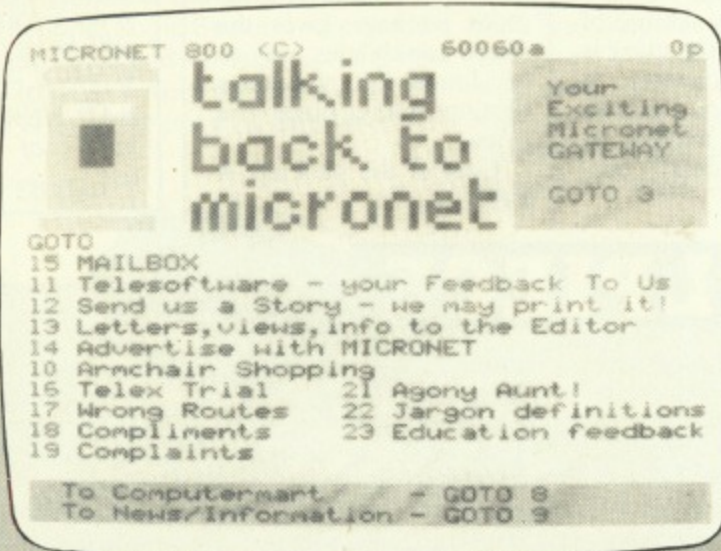 MICRONET 800 (C) 60060a 0p
talking
back to
micronet
Your
Exciting
Micronet
GATEWAY
GOTO 3
GOTO
15 MAILBOX
11 Telesoftware - your Feedback To Us
12 Send us a Story - we may print it!
13 Letters,views,info to the Editor
14 Advertise with MICRONET
10 Armchair Shopping
16 Telex Trial 21 Agony Aunt!
17 Wrong Routes 22 Jargon definitions
18 Compliments 23 Education feedback
19 Complaints
To Computermart - GOTO 8
To News/Information - GOTO 9